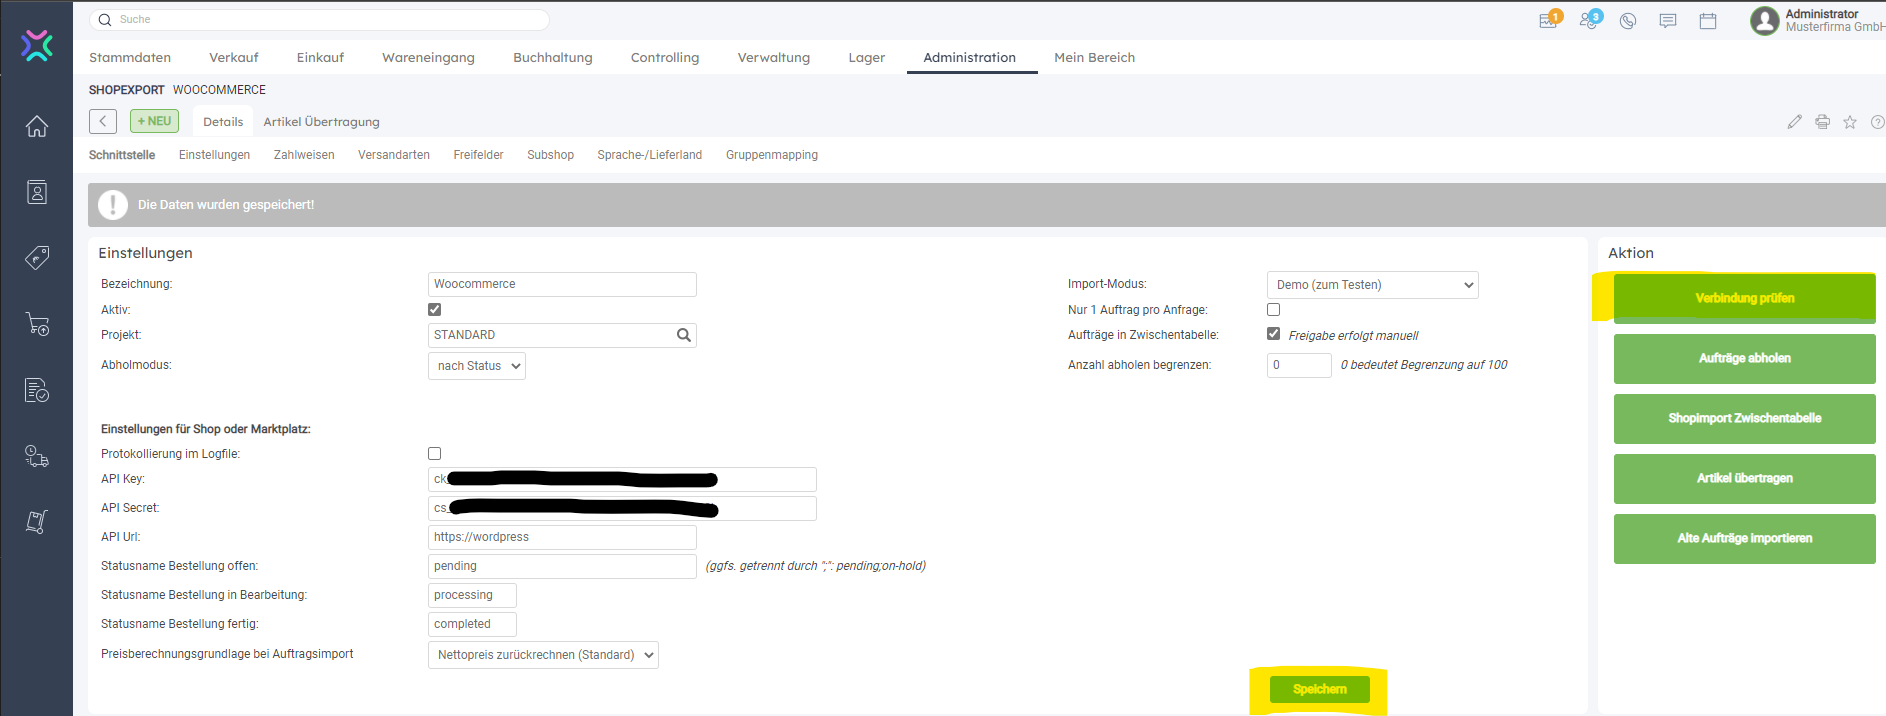 Suche
1
3
Administrator
Musterfirma GmbH
Stammdaten Verkauf Einkauf Wareneingang Buchhaltung Controlling Verwaltung Lager Administration Mein Bereich
SHOPEXPORT WOOCOMMERCE
+ NEU Details Artikel Übertragung
Schnittstelle Einstellungen Zahlweisen Versandarten Freifelder Subshop Sprache-/Lieferland Gruppenmapping
Die Daten wurden gespeichert!
Einstellungen
Bezeichnung: Woocommerce
Aktiv:
Projekt: STANDARD
Abholmodus: nach Status
Import-Modus: Demo (zum Testen)
Nur 1 Auftrag pro Anfrage:
Aufträge in Zwischentabelle: Freigabe erfolgt manuell
Anzahl abholen begrenzen: 0 0 bedeutet Begrenzung auf 100
Einstellungen für Shop oder Marktplatz:
Protokollierung im Logfile:
API Key: ck_
API Secret: cs_
API Url: https://wordpress
Statusname Bestellung offen: pending (ggfs. getrennt durch ";": pending;on-hold)
Statusname Bestellung in Bearbeitung: processing
Statusname Bestellung fertig: completed
Preisberechnungsgrundlage bei Auftragsimport Nettopreis zurückrechnen (Standard)
Speichern
Aktion
Verbindung prüfen
Aufträge abholen
Shopimport Zwischentabelle
Artikel übertragen
Alte Aufträge importieren